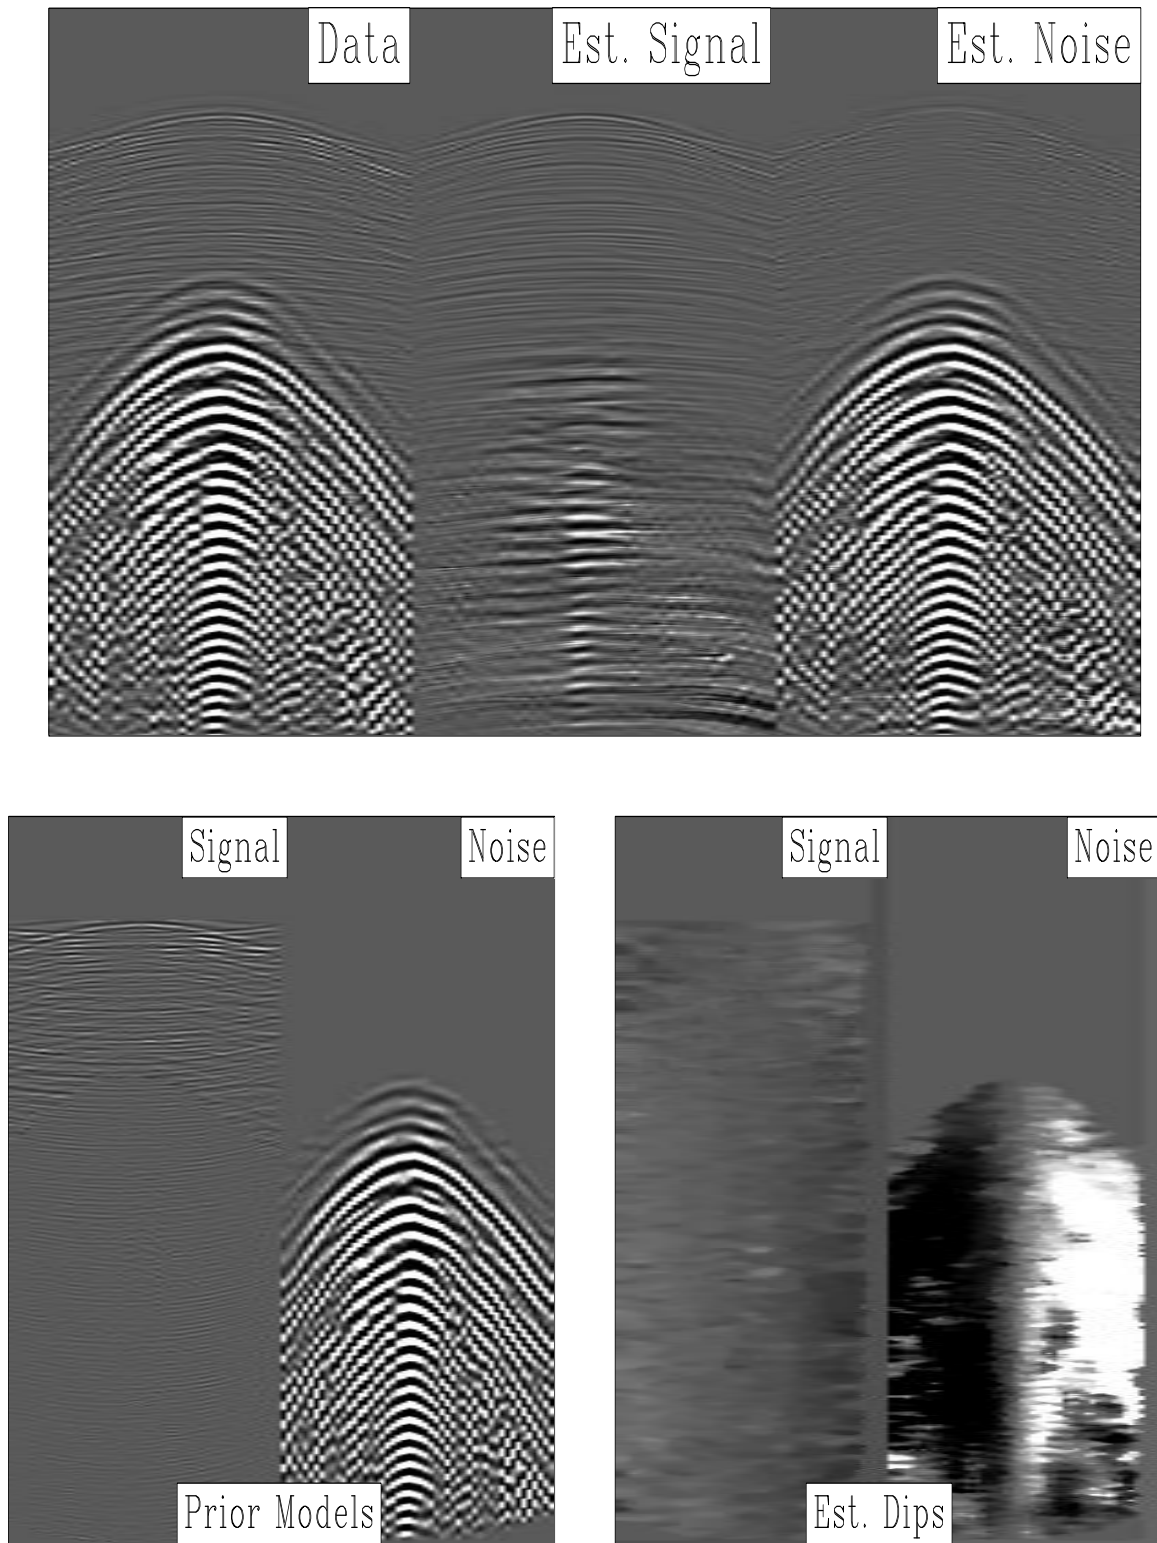 Data
Est. Signal
Est. Noise
Signal
Noise
Prior Models
Signal
Noise
Est. Dips